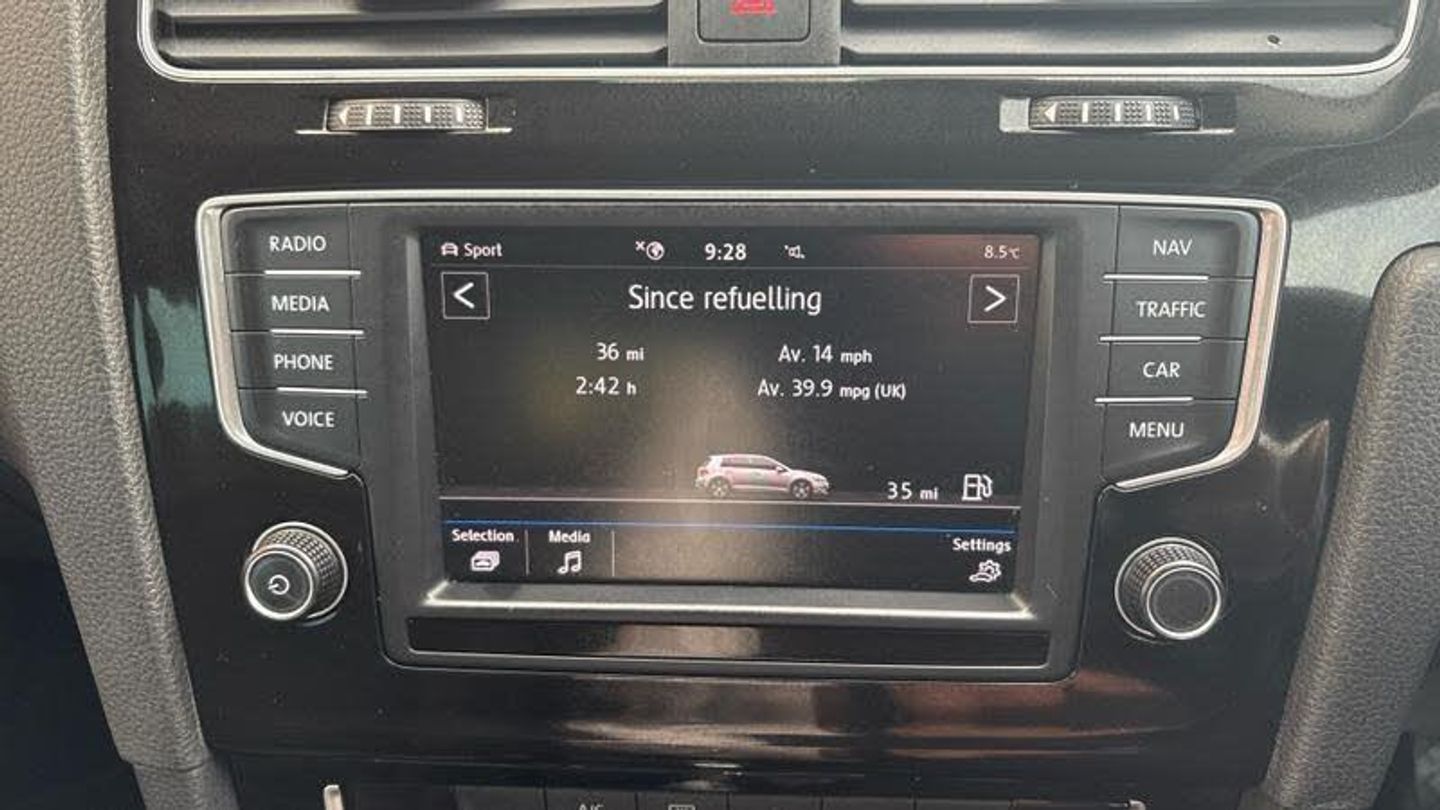 RADIO
MEDIA
PHONE
VOICE
Sport 9:28 8.5°C
< Since refuelling >
36 mi Av. 14 mph
2:42 h Av. 39.9 mpg (UK)
35 mi
Selection Media Settings
NAV
TRAFFIC
CAR
MENU
A/C